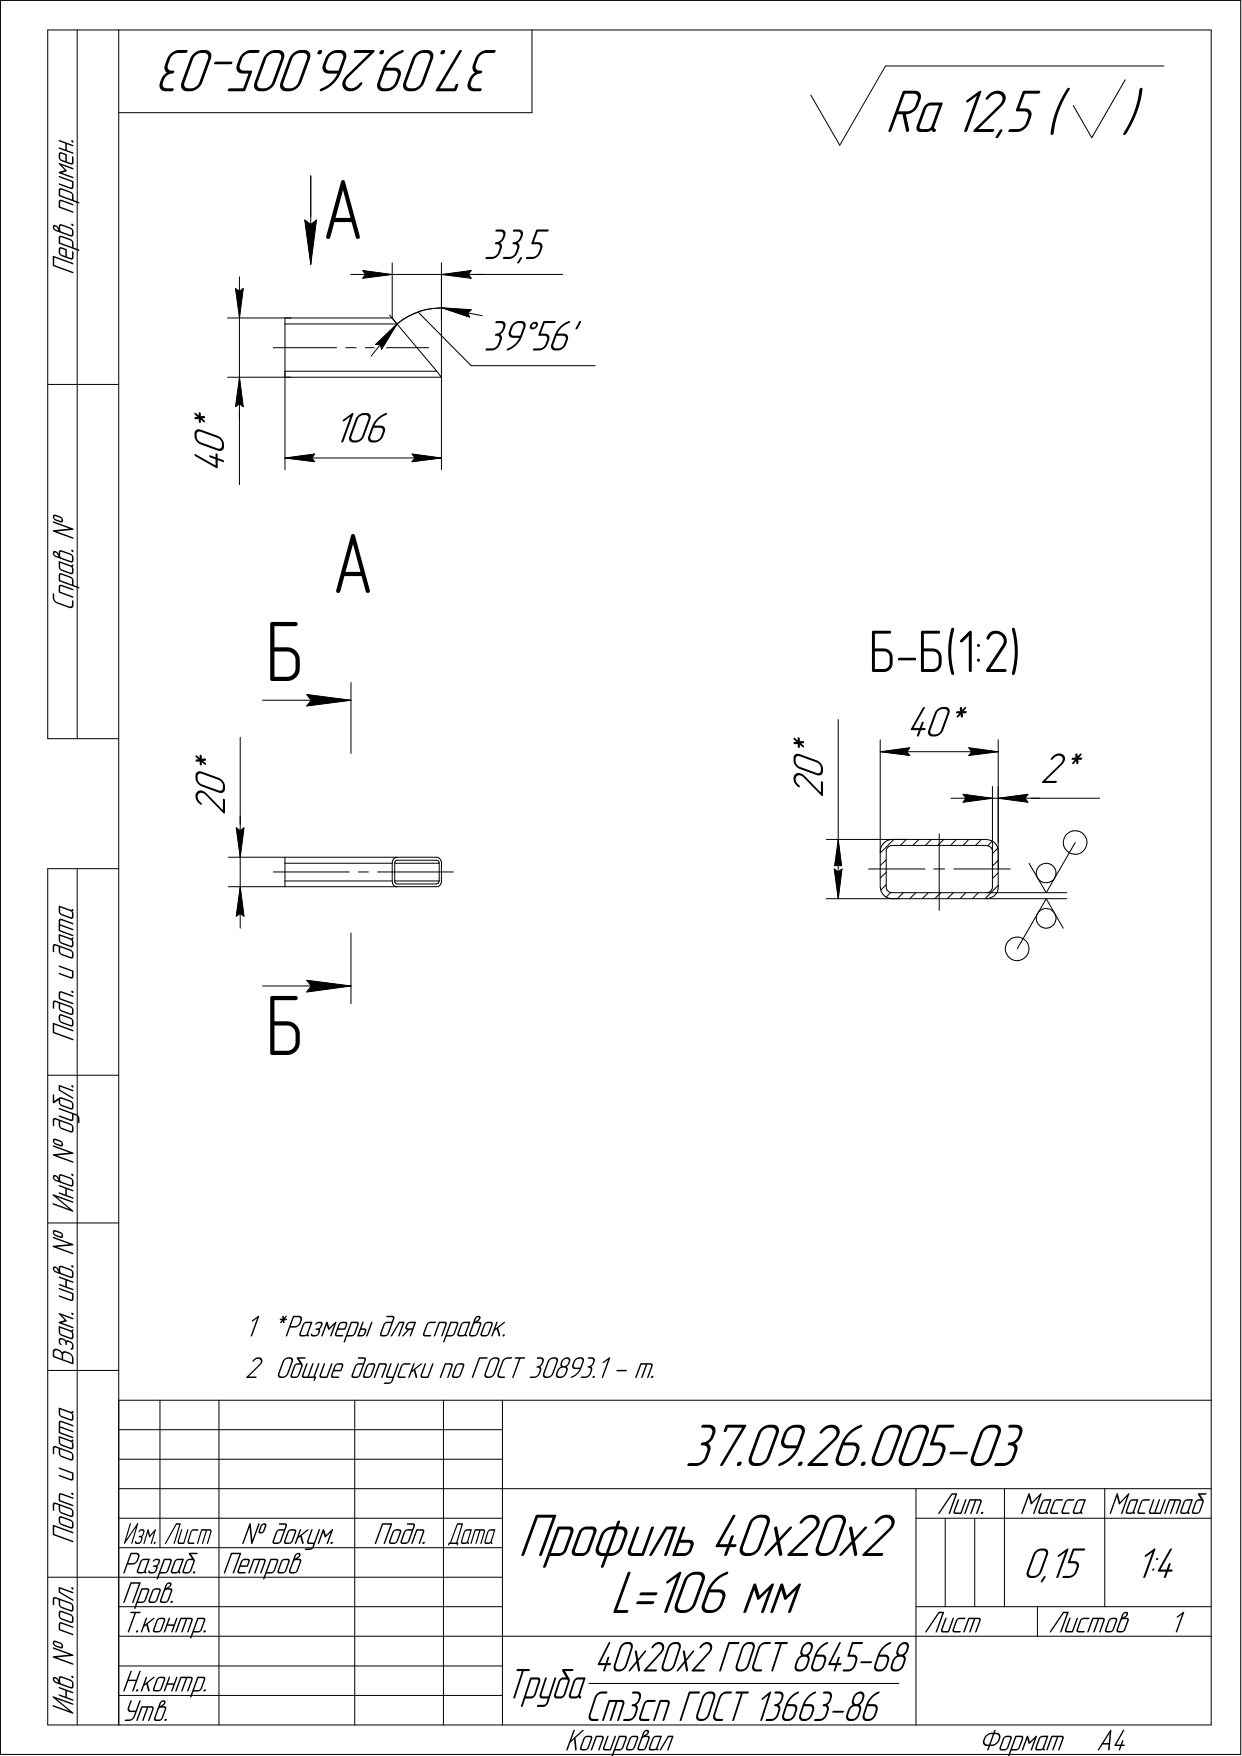 37.09.26.005-03
Ra 12,5 (√)
Перв. примен.
Справ. №
Подп. и дата
Инв. № дубл.
Взам. инв. №
Подп. и дата
Инв. № подл.
А
33,5
39°56'
40*
106
А
Б
20*
Б
Б-Б(1:2)
40*
20*
2*
1 *Размеры для справок.
2 Общие допуски по ГОСТ 30893.1 - m.
37.09.26.005-03
Изм. Лист № докум. Подп. Дата
Разраб. Петров
Пров.
Т.контр.
Н.контр.
Утв.
Профиль 40х20х2
L=106 мм
Лит. Масса Масштаб
0,15 1:4
Лист Листов 1
Труба 40х20х2 ГОСТ 8645-68
Ст3сп ГОСТ 13663-86
Копировал Формат А4